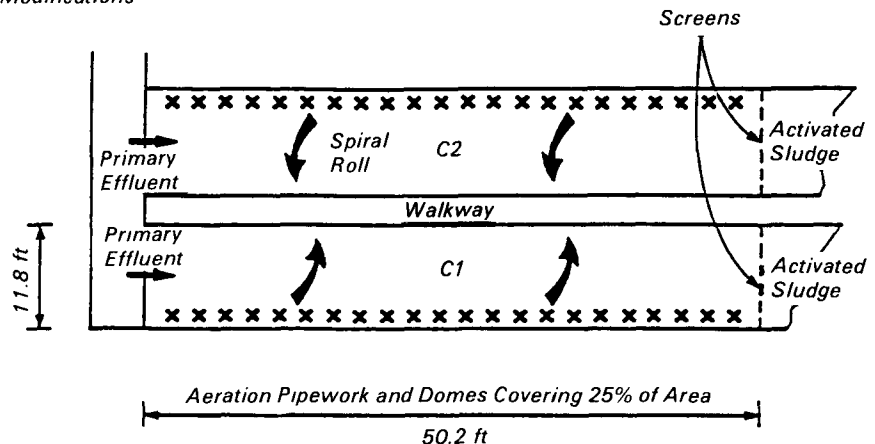 Modifications
Screens
Spiral
Roll
C2
Activated
Sludge
Primary
Effluent
Walkway
Primary
Effluent
C1
Activated
Sludge
11.8 ft
Aeration Pipework and Domes Covering 25% of Area
50.2 ft